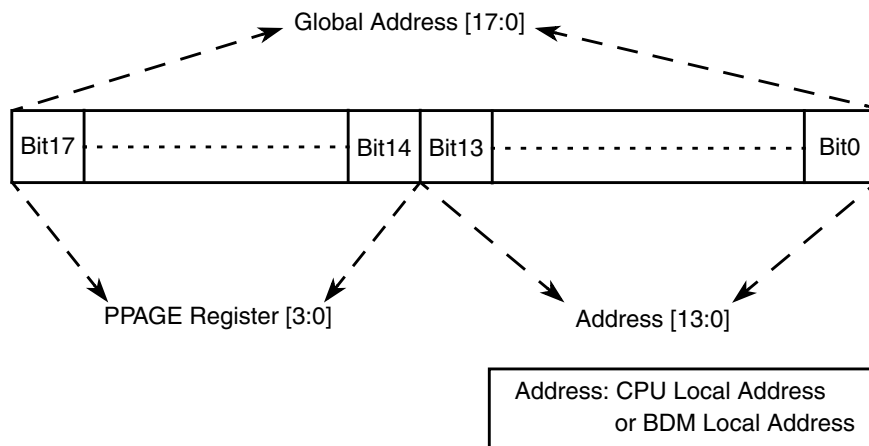 Global Address [17:0]
Bit17
Bit14
Bit13
Bit0
PPAGE Register [3:0]
Address [13:0]
Address: CPU Local Address
or BDM Local Address